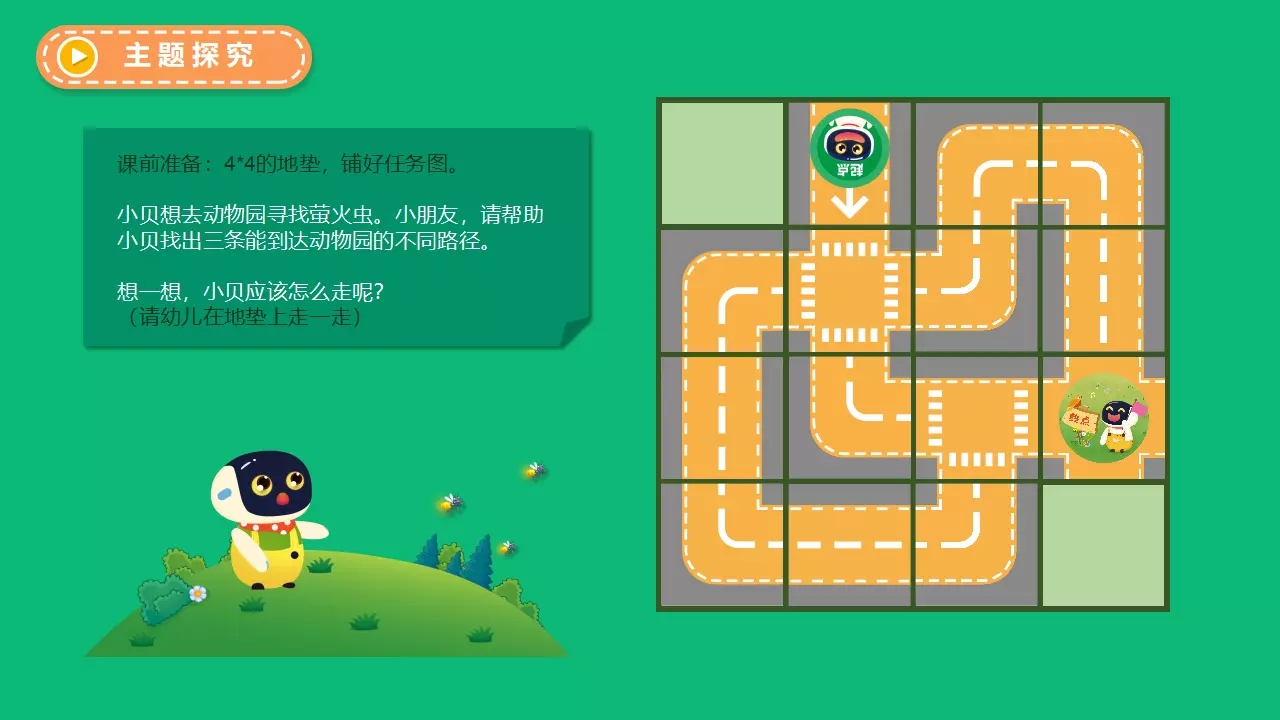 主题探究
课前准备：4*4的地垫，铺好任务图。
小贝想去动物园寻找萤火虫。小朋友，请帮助
小贝找出三条能到达动物园的不同路径。
想一想，小贝应该怎么走呢？
（请幼儿在地垫上走一走）
起点
终点